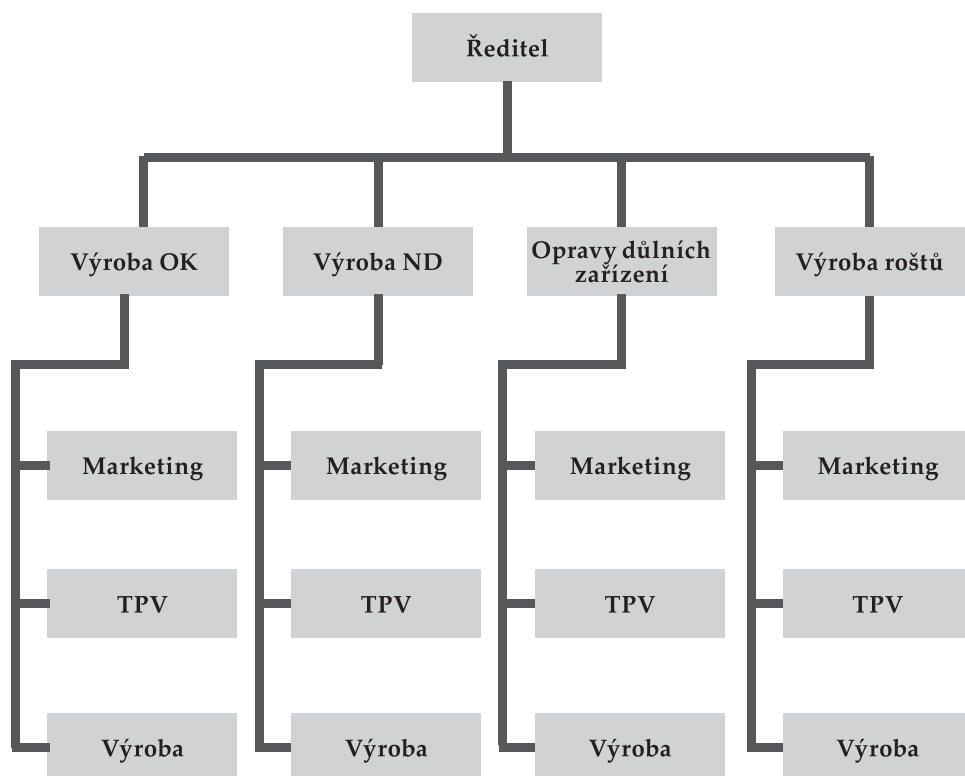 Ředitel
Výroba OK
Výroba ND
Opravy důlních
zařízení
Výroba roštů
Marketing
Marketing
Marketing
Marketing
TPV
TPV
TPV
TPV
Výroba
Výroba
Výroba
Výroba